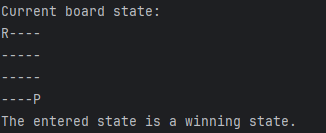 Current board state:
R----
-----
-----
----P
The entered state is a winning state.